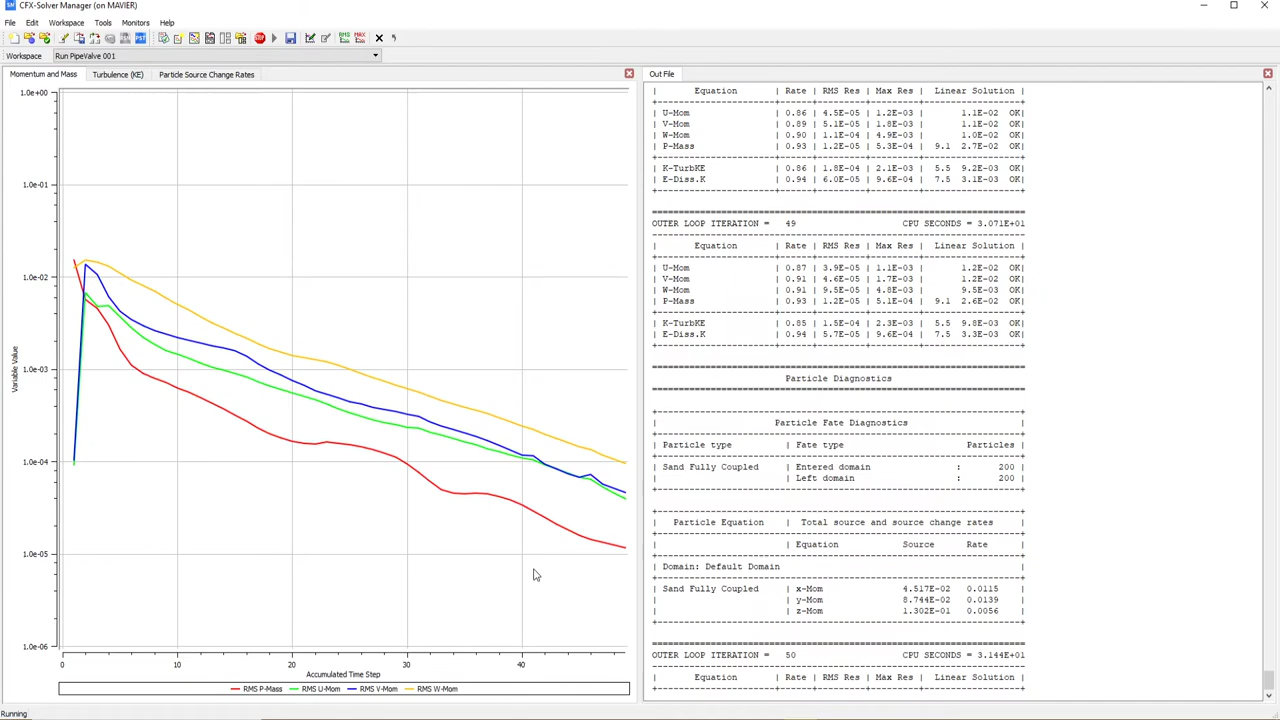 CFX-Solver Manager (on MAVIER)
File Edit Workspace Tools Monitors Help
Workspace Run PipeValve 001
Momentum and Mass Turbulence (KE) Particle Source Change Rates
1.0e+00
1.0e-01
1.0e-02
1.0e-03
1.0e-04
1.0e-05
1.0e-06
Variable Value
0 10 20 30 40
Accumulated Time Step
RMS P-Mass RMS U-Mom RMS V-Mom RMS W-Mom
Out File
| Equation | Rate | RMS Res | Max Res | Linear Solution |
+----------------------+------+---------+---------+------------------+
| U-Mom | 0.86 | 4.5E-05 | 1.2E-03 | 1.1E-02 OK|
| V-Mom | 0.89 | 5.1E-05 | 1.8E-03 | 1.1E-02 OK|
| W-Mom | 0.90 | 1.1E-04 | 4.9E-03 | 1.0E-02 OK|
| P-Mass | 0.93 | 1.2E-05 | 5.3E-04 | 9.1 2.7E-02 OK|
+----------------------+------+---------+---------+------------------+
| K-TurbKE | 0.86 | 1.8E-04 | 2.1E-03 | 5.5 9.2E-03 OK|
| E-Diss.K | 0.94 | 6.0E-05 | 9.6E-04 | 7.5 3.1E-03 OK|
+----------------------+------+---------+---------+------------------+
======================================================================
OUTER LOOP ITERATION = 49 CPU SECONDS = 3.071E+01
----------------------------------------------------------------------
| Equation | Rate | RMS Res | Max Res | Linear Solution |
+----------------------+------+---------+---------+------------------+
| U-Mom | 0.87 | 3.9E-05 | 1.1E-03 | 1.2E-02 OK|
| V-Mom | 0.91 | 4.6E-05 | 1.7E-03 | 1.2E-02 OK|
| W-Mom | 0.91 | 9.5E-05 | 4.8E-03 | 9.5E-03 OK|
| P-Mass | 0.93 | 1.2E-05 | 5.1E-04 | 9.1 2.6E-02 OK|
+----------------------+------+---------+---------+------------------+
| K-TurbKE | 0.85 | 1.5E-04 | 2.3E-03 | 5.5 9.8E-03 OK|
| E-Diss.K | 0.94 | 5.7E-05 | 9.6E-04 | 7.5 3.3E-03 OK|
+----------------------+------+---------+---------+------------------+
======================================================================
Particle Diagnostics
======================================================================
+--------------------------------------------------------------------+
| Particle Fate Diagnostics |
+--------------------------------------------------------------------+
| Particle type | Fate type Particles |
+--------------------------------------------------------------------+
| Sand Fully Coupled | Entered domain : 200 |
| | Left domain : 200 |
+--------------------------------------------------------------------+
+--------------------------------------------------------------------+
| Particle Equation | Total source and source change rates |
+--------------------------------------------------------------------+
| | Equation Source Rate |
+--------------------------------------------------------------------+
| Domain: Default Domain |
+--------------------------------------------------------------------+
| Sand Fully Coupled | x-Mom 4.517E-02 0.0115 |
| | y-Mom 8.744E-02 0.0139 |
| | z-Mom 1.302E-01 0.0056 |
+--------------------------------------------------------------------+
======================================================================
OUTER LOOP ITERATION = 50 CPU SECONDS = 3.144E+01
----------------------------------------------------------------------
| Equation | Rate | RMS Res | Max Res | Linear Solution |
+----------------------+------+---------+---------+------------------+
Running